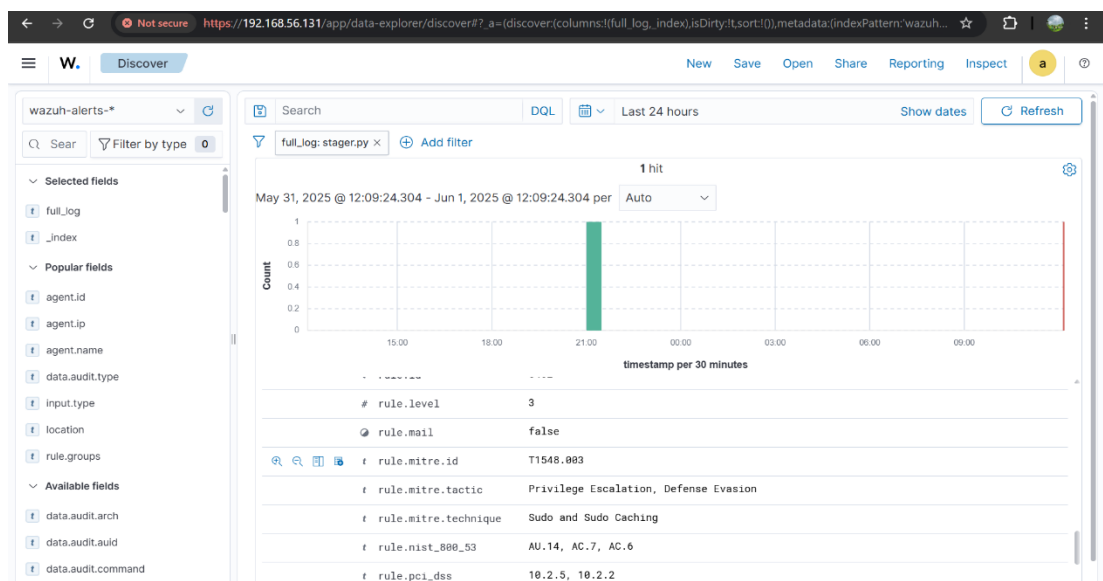 Not secure https://192.168.56.131/app/data-explorer/discover#?_a=(discover:(columns:!(full_log,_index),isDirty:!t,sort:!()),metadata:(indexPattern:'wazuh...
W. Discover New Save Open Share Reporting Inspect a
wazuh-alerts-*
Search DQL Last 24 hours Show dates Refresh
Sear Filter by type 0
full_log: stager.py × Add filter
1 hit
Selected fields
May 31, 2025 @ 12:09:24.304 - Jun 1, 2025 @ 12:09:24.304 per Auto
t full_log
t _index
Popular fields
t agent.id
t agent.ip
t agent.name
t data.audit.type
t input.type
t location
t rule.groups
Available fields
t data.audit.arch
t data.audit.auid
t data.audit.command
Count
1
0.8
0.6
0.4
0.2
0
15:00 18:00 21:00 00:00 03:00 06:00 09:00
timestamp per 30 minutes
# rule.level 3
rule.mail false
t rule.mitre.id T1548.003
t rule.mitre.tactic Privilege Escalation, Defense Evasion
t rule.mitre.technique Sudo and Sudo Caching
t rule.nist_800_53 AU.14, AC.7, AC.6
t rule.pci_dss 10.2.5, 10.2.2